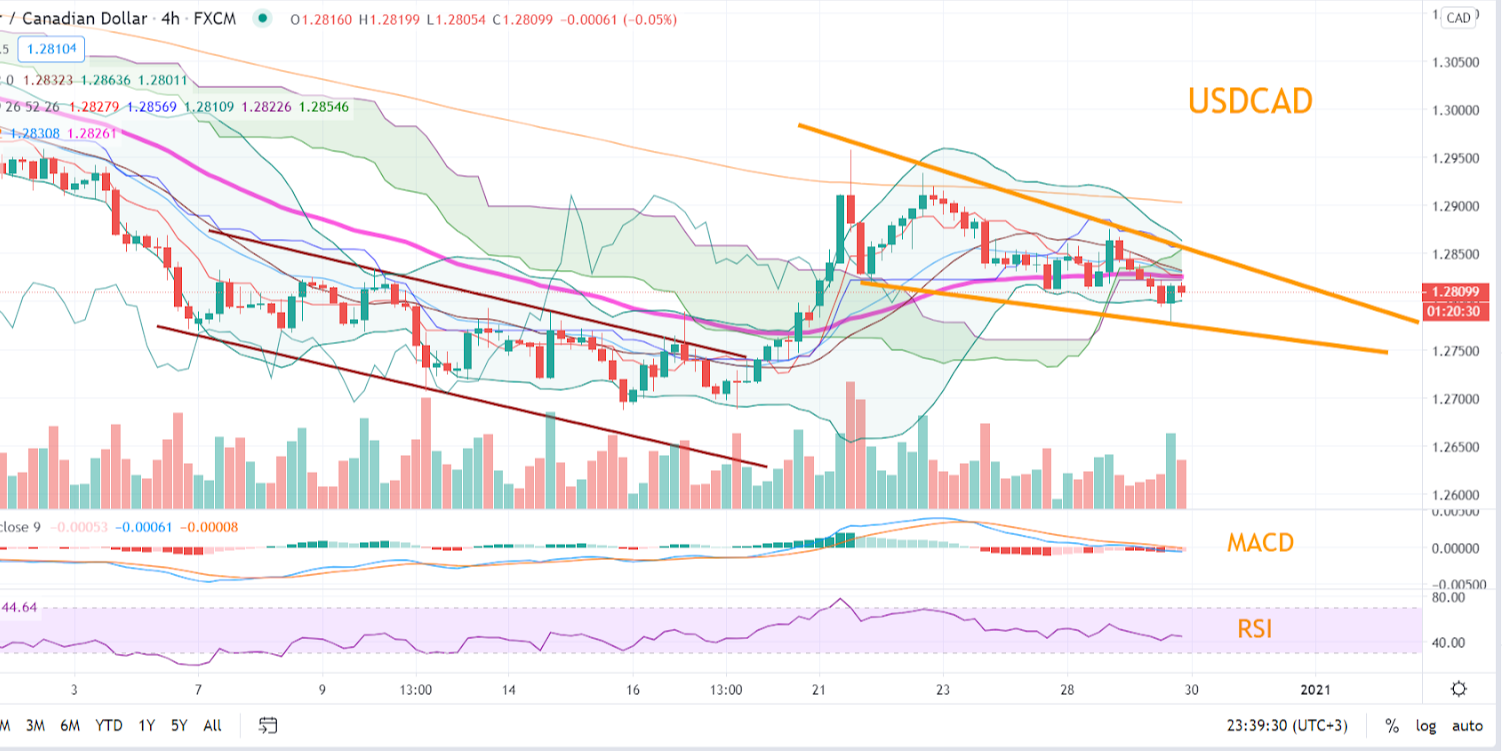 / Canadian Dollar · 4h · FXCM O1.28160 H1.28199 L1.28054 C1.28099 -0.00061 (-0.05%)
CAD
.5 1.28104
0 1.28323 1.28636 1.28011
26 52 26 1.28279 1.28569 1.28109 1.28226 1.28546
1.28308 1.28261
USDCAD
1.30500
1.30000
1.29500
1.29000
1.28500
1.28099
01:20:30
1.27500
1.27000
1.26500
1.26000
close 9 -0.00053 -0.00061 -0.00008
MACD
0.00500
0.00000
-0.00500
44.64
RSI
80.00
40.00
3 7 9 13:00 14 16 13:00 21 23 28 30 2021
M 3M 6M YTD 1Y 5Y All 23:39:30 (UTC+3) % log auto